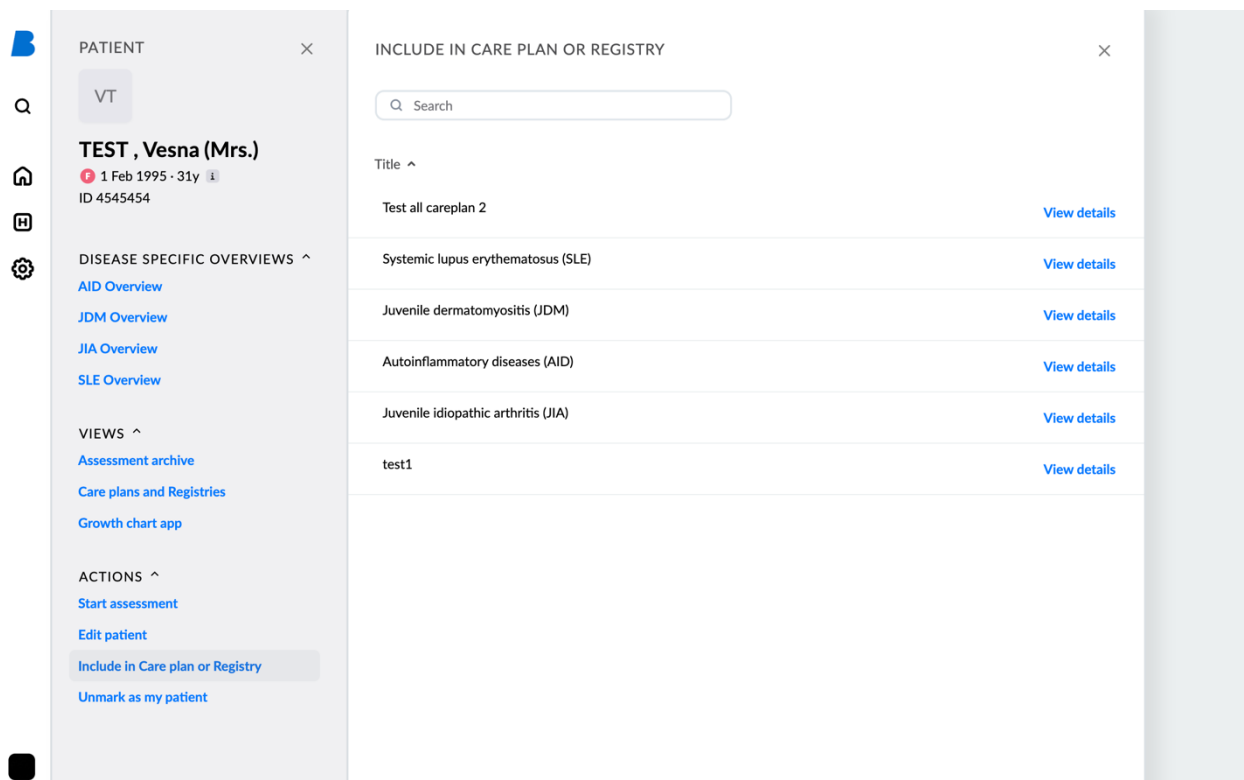 PATIENT
VT
TEST , Vesna (Mrs.)
F 1 Feb 1995 · 31y i
ID 4545454
DISEASE SPECIFIC OVERVIEWS
AID Overview
JDM Overview
JIA Overview
SLE Overview
VIEWS
Assessment archive
Care plans and Registries
Growth chart app
ACTIONS
Start assessment
Edit patient
Include in Care plan or Registry
Unmark as my patient
INCLUDE IN CARE PLAN OR REGISTRY
Search
Title
Test all careplan 2 View details
Systemic lupus erythematosus (SLE) View details
Juvenile dermatomyositis (JDM) View details
Autoinflammatory diseases (AID) View details
Juvenile idiopathic arthritis (JIA) View details
test1 View details